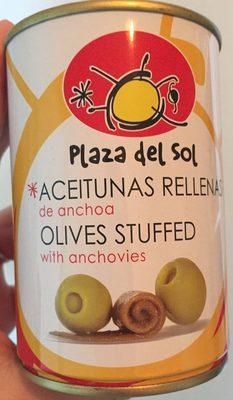 Plaza del Sol
*ACEITUNAS RELLENAS
de anchoa
OLIVES STUFFED
with anchovies